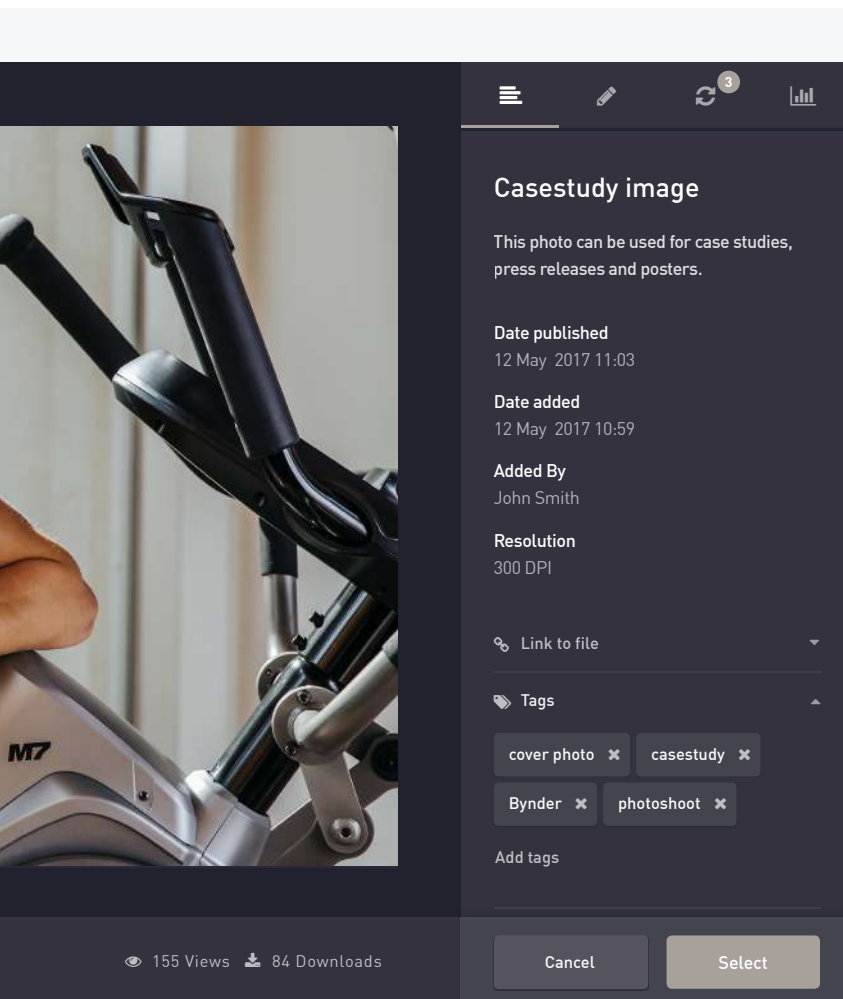 3
Casestudy image
This photo can be used for case studies,
press releases and posters.
Date published
12 May 2017 11:03
Date added
12 May 2017 10:59
Added By
John Smith
Resolution
300 DPI
Link to file
Tags
cover photo
casestudy
Bynder
photoshoot
Add tags
M7
155 Views
84 Downloads
Cancel
Select